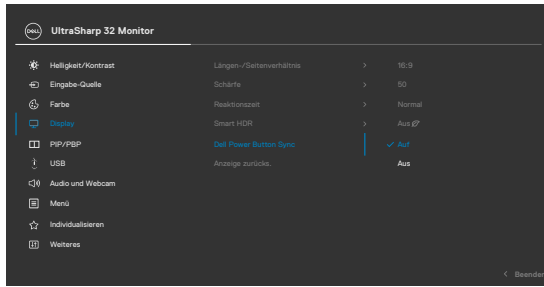 DELL UltraSharp 32 Monitor
Helligkeit/Kontrast Längen-/Seitenverhältnis > 16:9
Eingabe-Quelle Schärfe > 50
Farbe Reaktionszeit > Normal
Display Smart HDR > Aus
PIP/PBP Dell Power Button Sync ✓ Auf
USB Anzeige zurücks. Aus
Audio und Webcam
Menü
Individualisieren
Weiteres
< Beenden